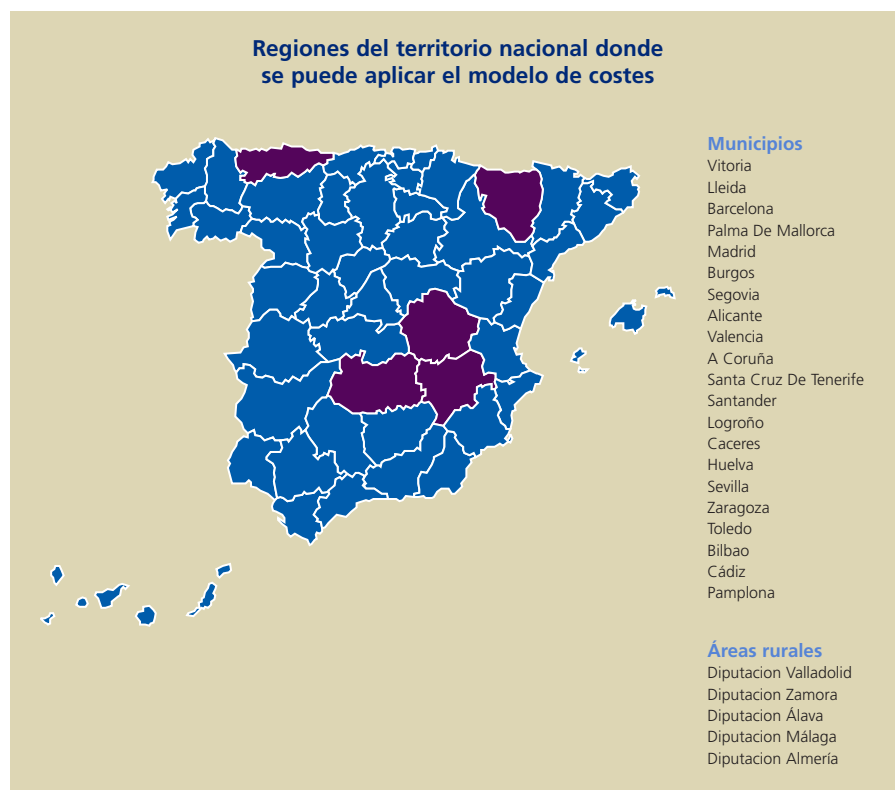 Regiones del territorio nacional donde
se puede aplicar el modelo de costes
Municipios
Vitoria
Lleida
Barcelona
Palma De Mallorca
Madrid
Burgos
Segovia
Alicante
Valencia
A Coruña
Santa Cruz De Tenerife
Santander
Logroño
Caceres
Huelva
Sevilla
Zaragoza
Toledo
Bilbao
Cádiz
Pamplona
Áreas rurales
Diputacion Valladolid
Diputacion Zamora
Diputacion Álava
Diputacion Málaga
Diputacion Almería